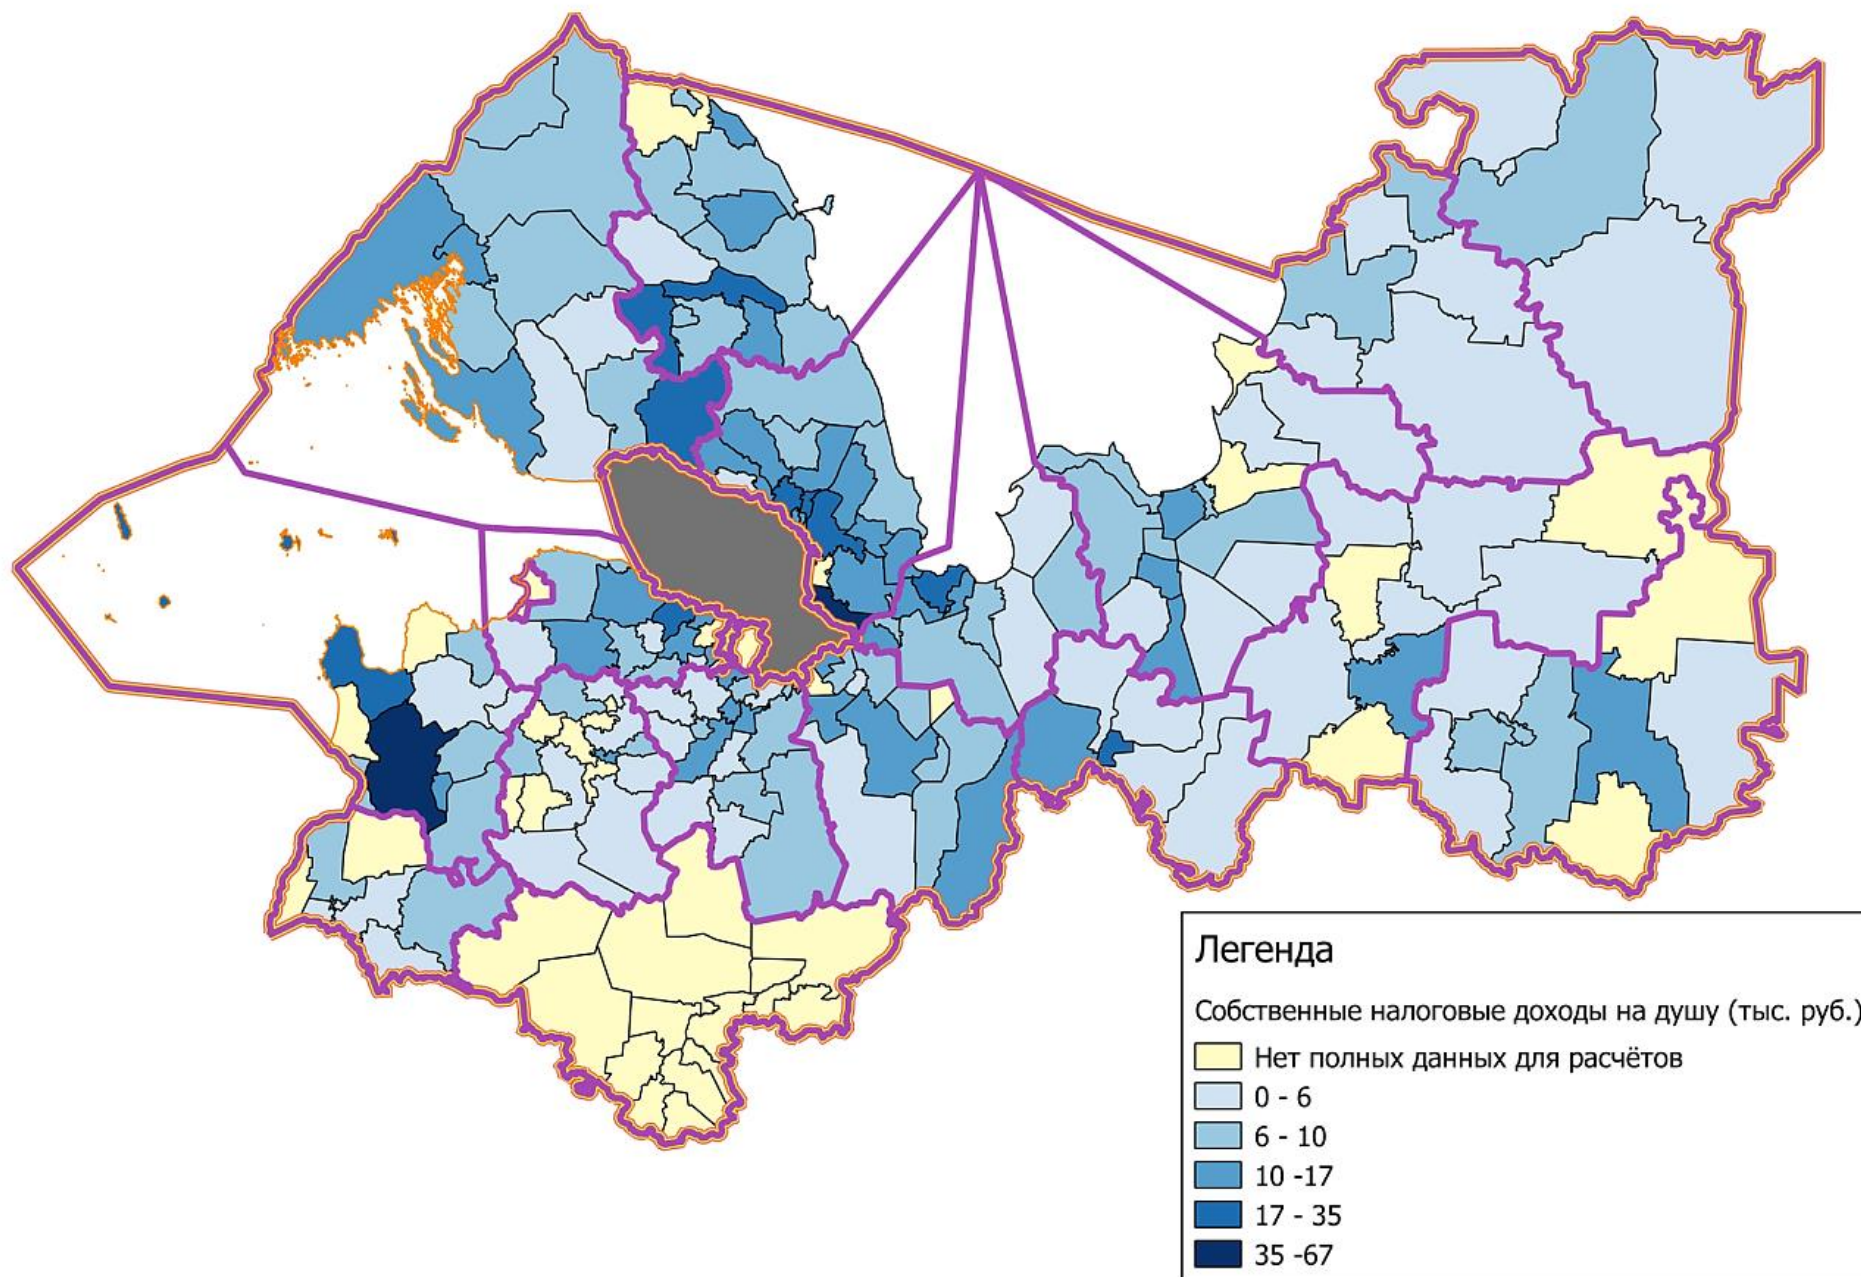 Легенда
Собственные налоговые доходы на душу (тыс. руб.)
Нет полных данных для расчётов
0 - 6
6 - 10
10 -17
17 - 35
35 -67